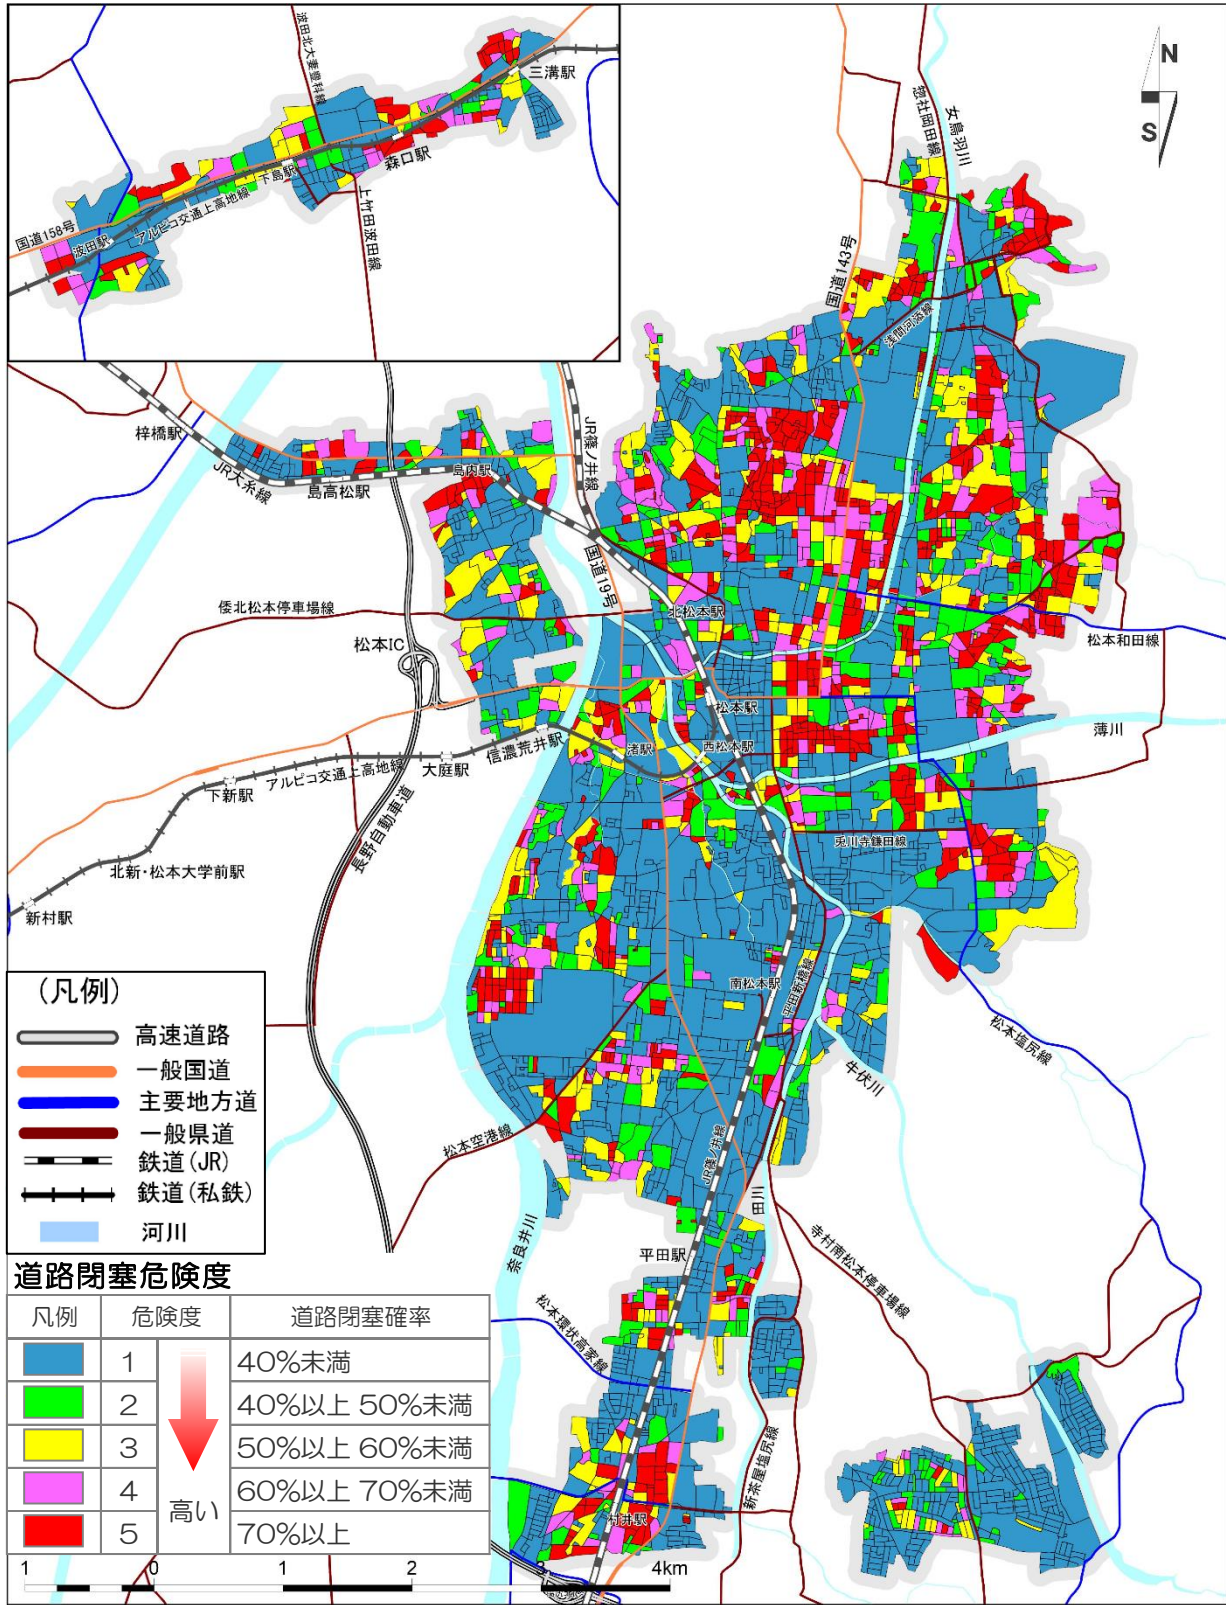 波田北大妻豊科線
三溝駅
森口駅
下島駅
アルピコ交通上高地線
上竹田波田線
国道158号
波田駅
N
S
惣社岡田線
女鳥羽川
国道143号
浅間河添線
梓橋駅
JR大糸線
島高松駅
島内駅
JR篠ノ井線
国道19号
倭北松本停車場線
北松本駅
松本IC
松本和田線
松本駅
信濃荒井駅
渚駅
西松本駅
薄川
大庭駅
アルピコ交通上高地線
下新駅
長野自動車道
兎川寺鎌田線
北新・松本大学前駅
新村駅
南松本駅
平田新橋線
松本塩尻線
牛伏川
松本空港線
JR篠ノ井線
田川
奈良井川
平田駅
寺村南松本停車場線
松本環状高家線
新茶屋塩尻線
村井駅
(凡例)
高速道路
一般国道
主要地方道
一般県道
鉄道(JR)
鉄道(私鉄)
河川
道路閉塞危険度
凡例 危険度 道路閉塞確率
1 40%未満
2 40%以上 50%未満
3 50%以上 60%未満
4 60%以上 70%未満
高い
5 70%以上
1 0 1 2 3 4km